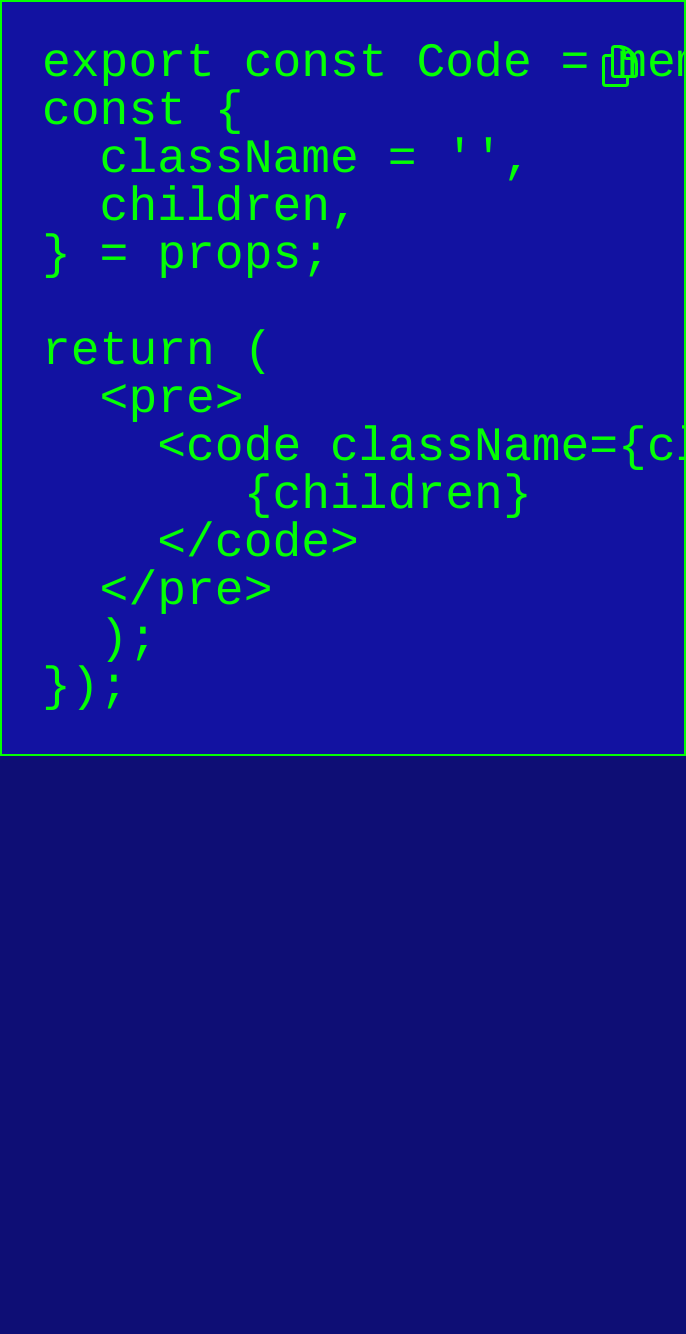 export const Code = mem
const {
  className = '',
  children,
} = props;

return (
  <pre>
    <code className={cl
       {children}
    </code>
  </pre>
  );
});